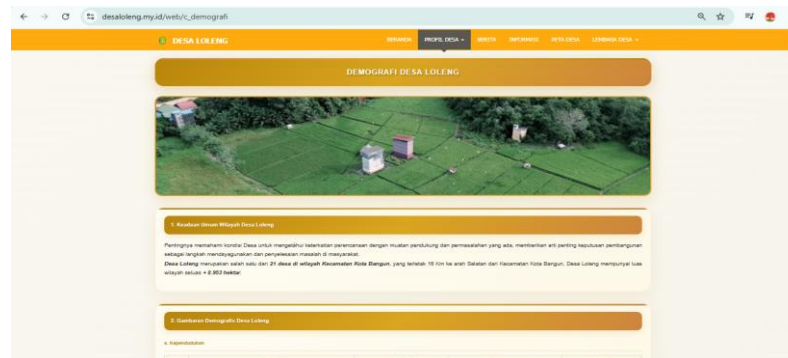 desaloleng.my.id/web/c_demografi
DESA LOLENG
BERANDA PROFIL DESA BERITA INFORMASI PETA DESA LEMBAGA DESA
DEMOGRAFI DESA LOLENG
1. Keadaan Umum Wilayah Desa Loleng
Pentingnya memahami kondisi Desa untuk mengetahui keterkaitan perencanaan dengan muatan pendukung dan permasalahan yang ada, memberikan arti penting keputusan pembangunan
sebagai langkah mendayagunakan dan penyelesaian masalah di masyarakat.
Desa Loleng merupakan salah satu dari 21 desa di wilayah Kecamatan Kota Bangun, yang terletak 16 Km ke arah Selatan dari Kecamatan Kota Bangun, Desa Loleng mempunyai luas
wilayah seluas 8.953 hektar.
2. Gambaran Demografis Desa Loleng
a. Kependudukan